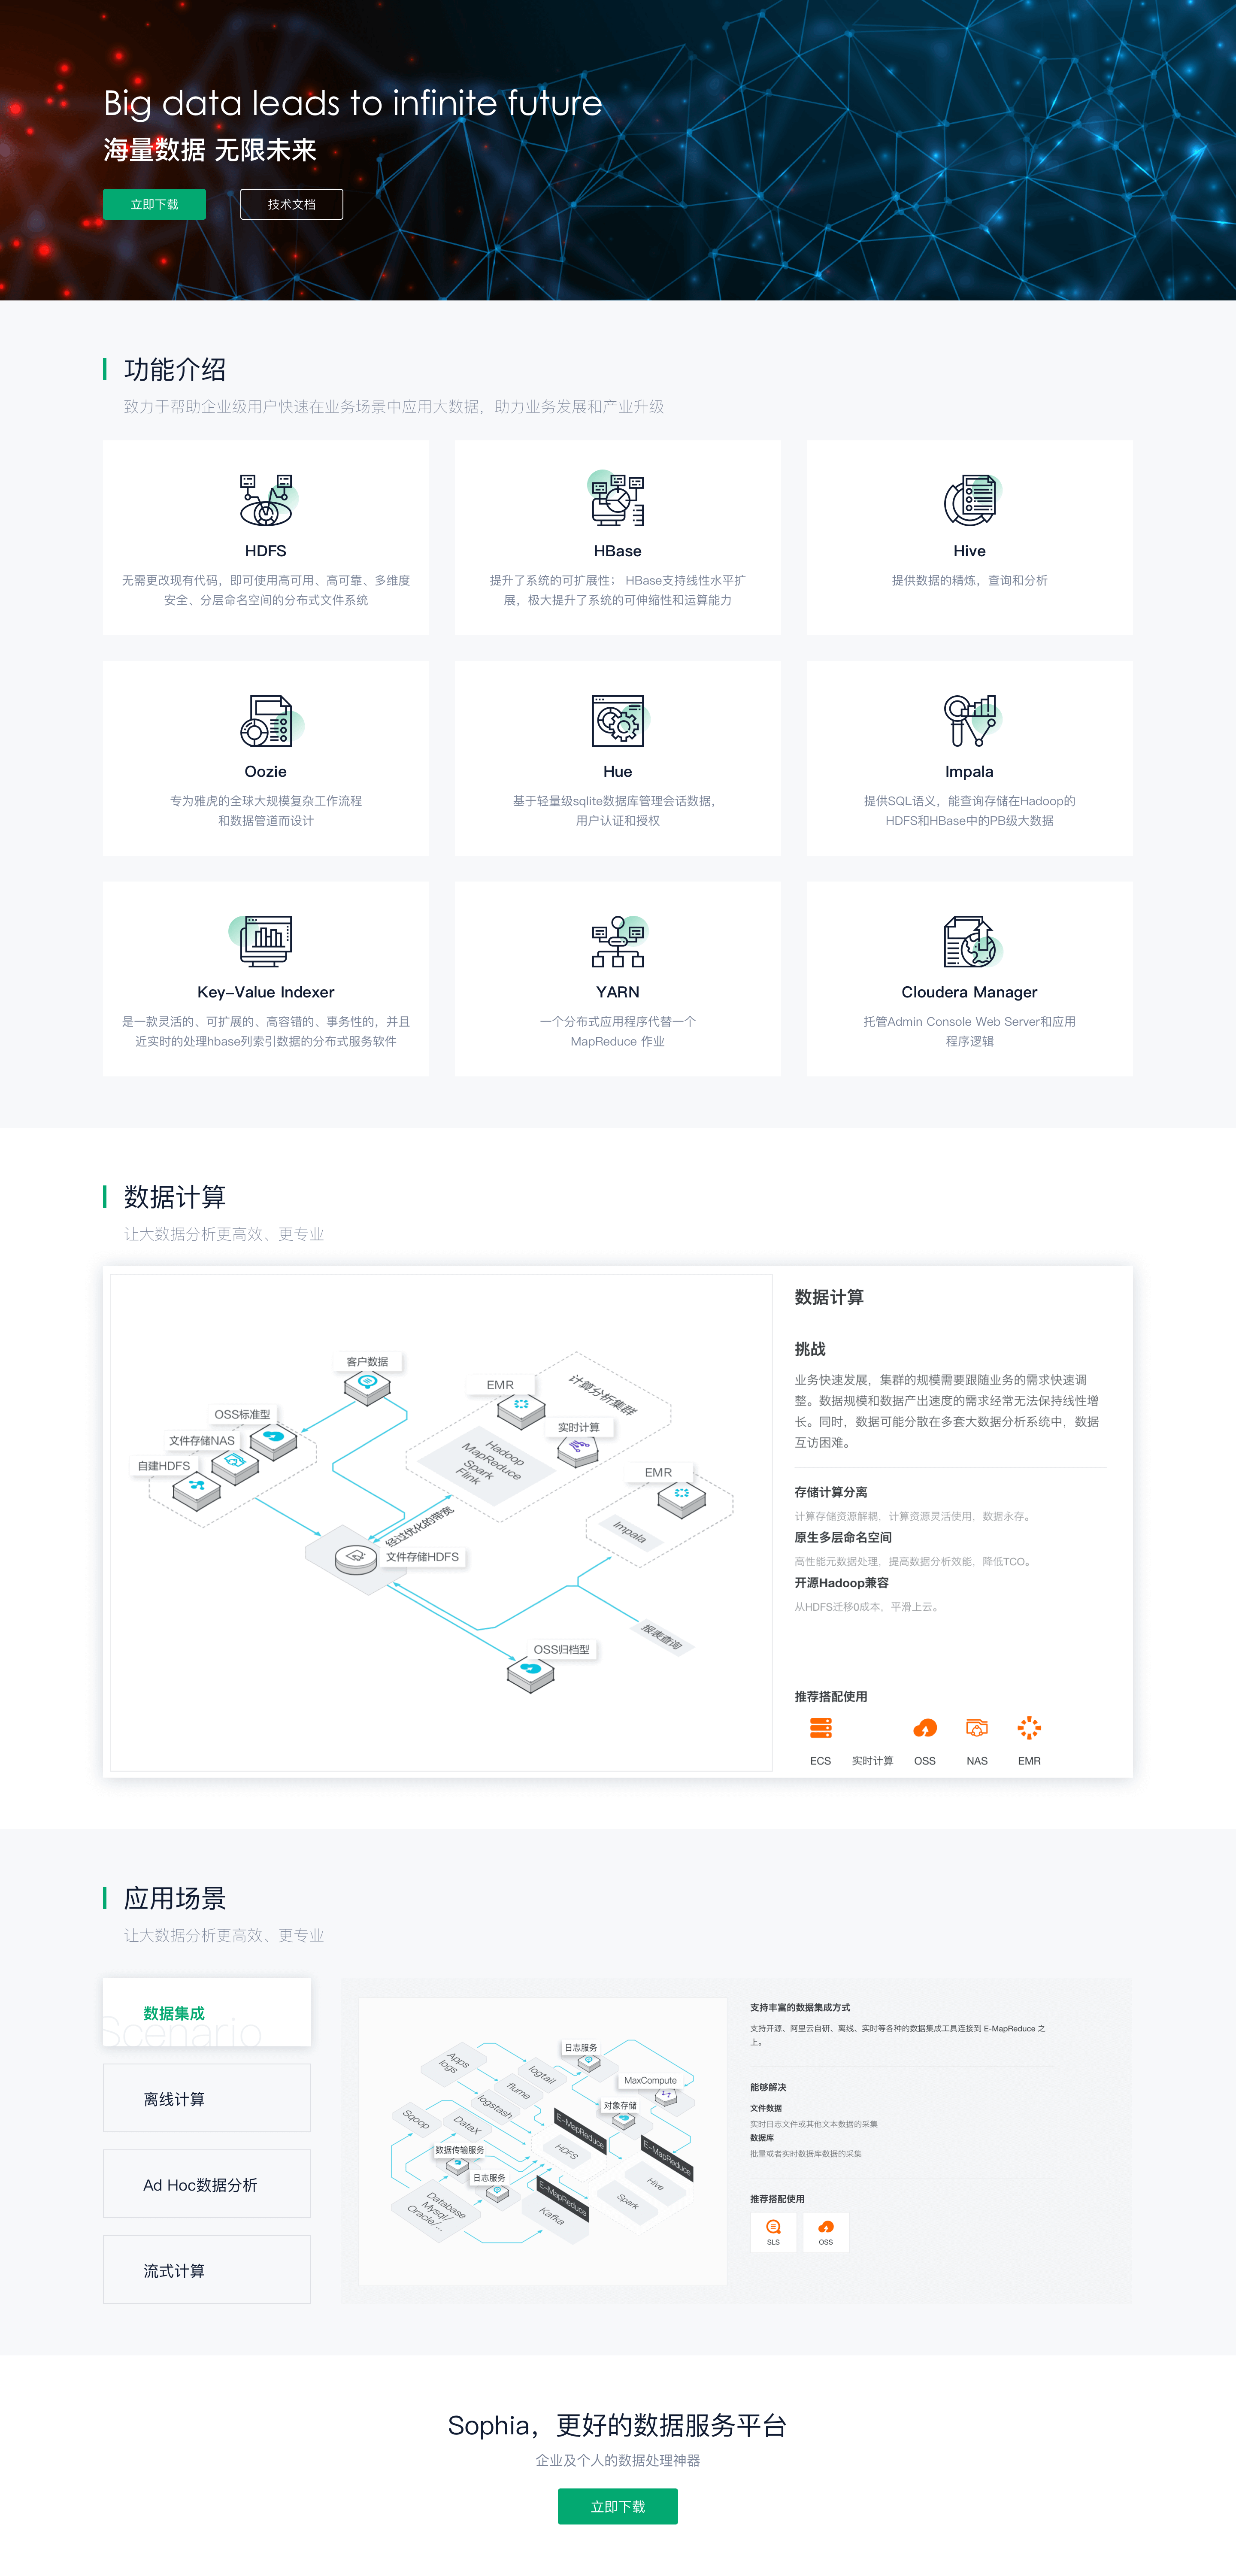 Big data leads to infinite future
海量数据 无限未来
立即下载
技术文档
功能介绍
致力于帮助企业级用户快速在业务场景中应用大数据，助力业务发展和产业升级
HDFS
无需更改现有代码，即可使用高可用、高可靠、多维度
安全、分层命名空间的分布式文件系统
HBase
提升了系统的可扩展性； HBase支持线性水平扩
展，极大提升了系统的可伸缩性和运算能力
Hive
提供数据的精炼，查询和分析
Oozie
专为雅虎的全球大规模复杂工作流程
和数据管道而设计
Hue
基于轻量级sqlite数据库管理会话数据，
用户认证和授权
Impala
提供SQL语义，能查询存储在Hadoop的
HDFS和HBase中的PB级大数据
Key-Value Indexer
是一款灵活的、可扩展的、高容错的、事务性的，并且
近实时的处理hbase列索引数据的分布式服务软件
YARN
一个分布式应用程序代替一个
MapReduce 作业
Cloudera Manager
托管Admin Console Web Server和应用
程序逻辑
数据计算
让大数据分析更高效、更专业
客户数据
EMR
计算分析集群
OSS标准型
实时计算
文件存储NAS
自建HDFS
Hadoop
MapReduce
Spark
Flink
EMR
Impala
经过优化的带宽
文件存储HDFS
报表查询
OSS归档型
数据计算
挑战
业务快速发展，集群的规模需要跟随业务的需求快速调
整。数据规模和数据产出速度的需求经常无法保持线性增
长。同时，数据可能分散在多套大数据分析系统中，数据
互访困难。
存储计算分离
计算存储资源解耦，计算资源灵活使用，数据永存。
原生多层命名空间
高性能元数据处理，提高数据分析效能，降低TCO。
开源Hadoop兼容
从HDFS迁移0成本，平滑上云。
推荐搭配使用
ECS
实时计算
OSS
NAS
EMR
应用场景
让大数据分析更高效、更专业
数据集成
Scenario
离线计算
Ad Hoc数据分析
流式计算
日志服务
Apps
logs
logtail
flume
logstash
MaxCompute
对象存储
Sqoop
DataX
E-MapReduce
HDFS
E-MapReduce
数据传输服务
日志服务
Hive
Spark
E-MapReduce
Kafka
Database
Mysql/
Oracle/...
支持丰富的数据集成方式
支持开源、阿里云自研、离线、实时等各种的数据集成工具连接到 E-MapReduce 之
上。
能够解决
文件数据
实时日志文件或其他文本数据的采集
数据库
批量或者实时数据库数据的采集
推荐搭配使用
SLS
OSS
Sophia，更好的数据服务平台
企业及个人的数据处理神器
立即下载